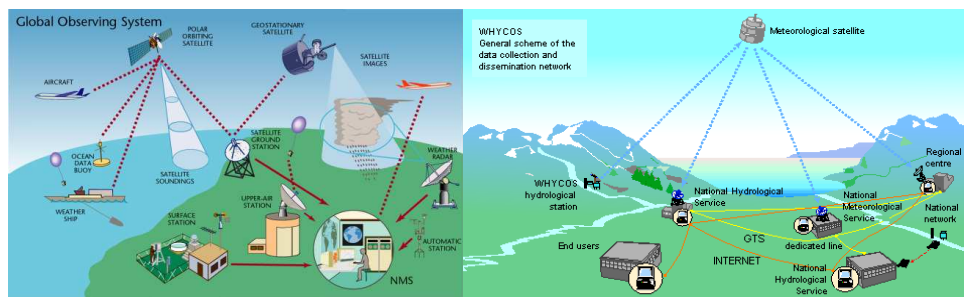 Global Observing System
POLAR
ORBITING
SATELLITE
GEOSTATIONARY
SATELLITE
SATELLITE
IMAGES
AIRCRAFT
OCEAN
DATA
BUOY
SATELLITE
GROUND
STATION
SATELLITE
SOUNDINGS
WEATHER
RADAR
WEATHER
SHIP
UPPER-AIR
STATION
SURFACE
STATION
AUTOMATIC
STATION
NMS
WHYCOS
General scheme of the
data collection and
dissemination network
Meteorological satellite
Regional
centre
WHYCOS
hydrological
station
National Hydrological
Service
National
Meteorological
Service
National
network
End users
GTS
dedicated line
INTERNET
National
Hydrological
Service